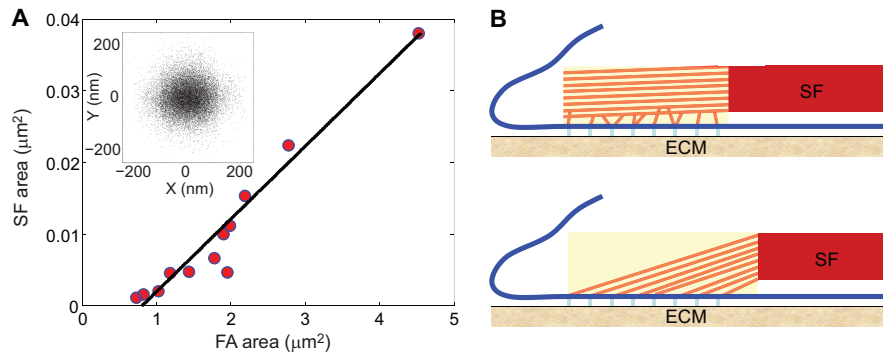 A
SF area (μm²)
0.04
0.03
0.02
0.01
0
0
1
2
3
4
5
FA area (μm²)
Y (nm)
200
0
−200
−200
0
200
X (nm)
B
SF
ECM
SF
ECM